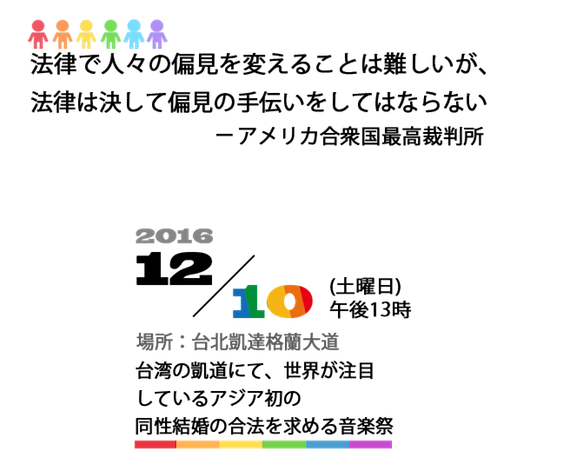 法律で人々の偏見を変えることは難しいが、
法律は決して偏見の手伝いをしてはならない
－アメリカ合衆国最高裁判所
2016
12/10
(土曜日)
午後13時
場所：台北凱達格蘭大道
台湾の凱道にて、世界が注目
しているアジア初の
同性結婚の合法を求める音楽祭